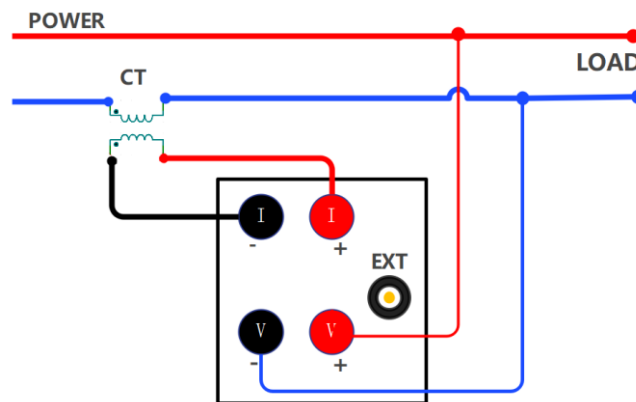 POWER
LOAD
CT
I I
- +
EXT
V V
- +